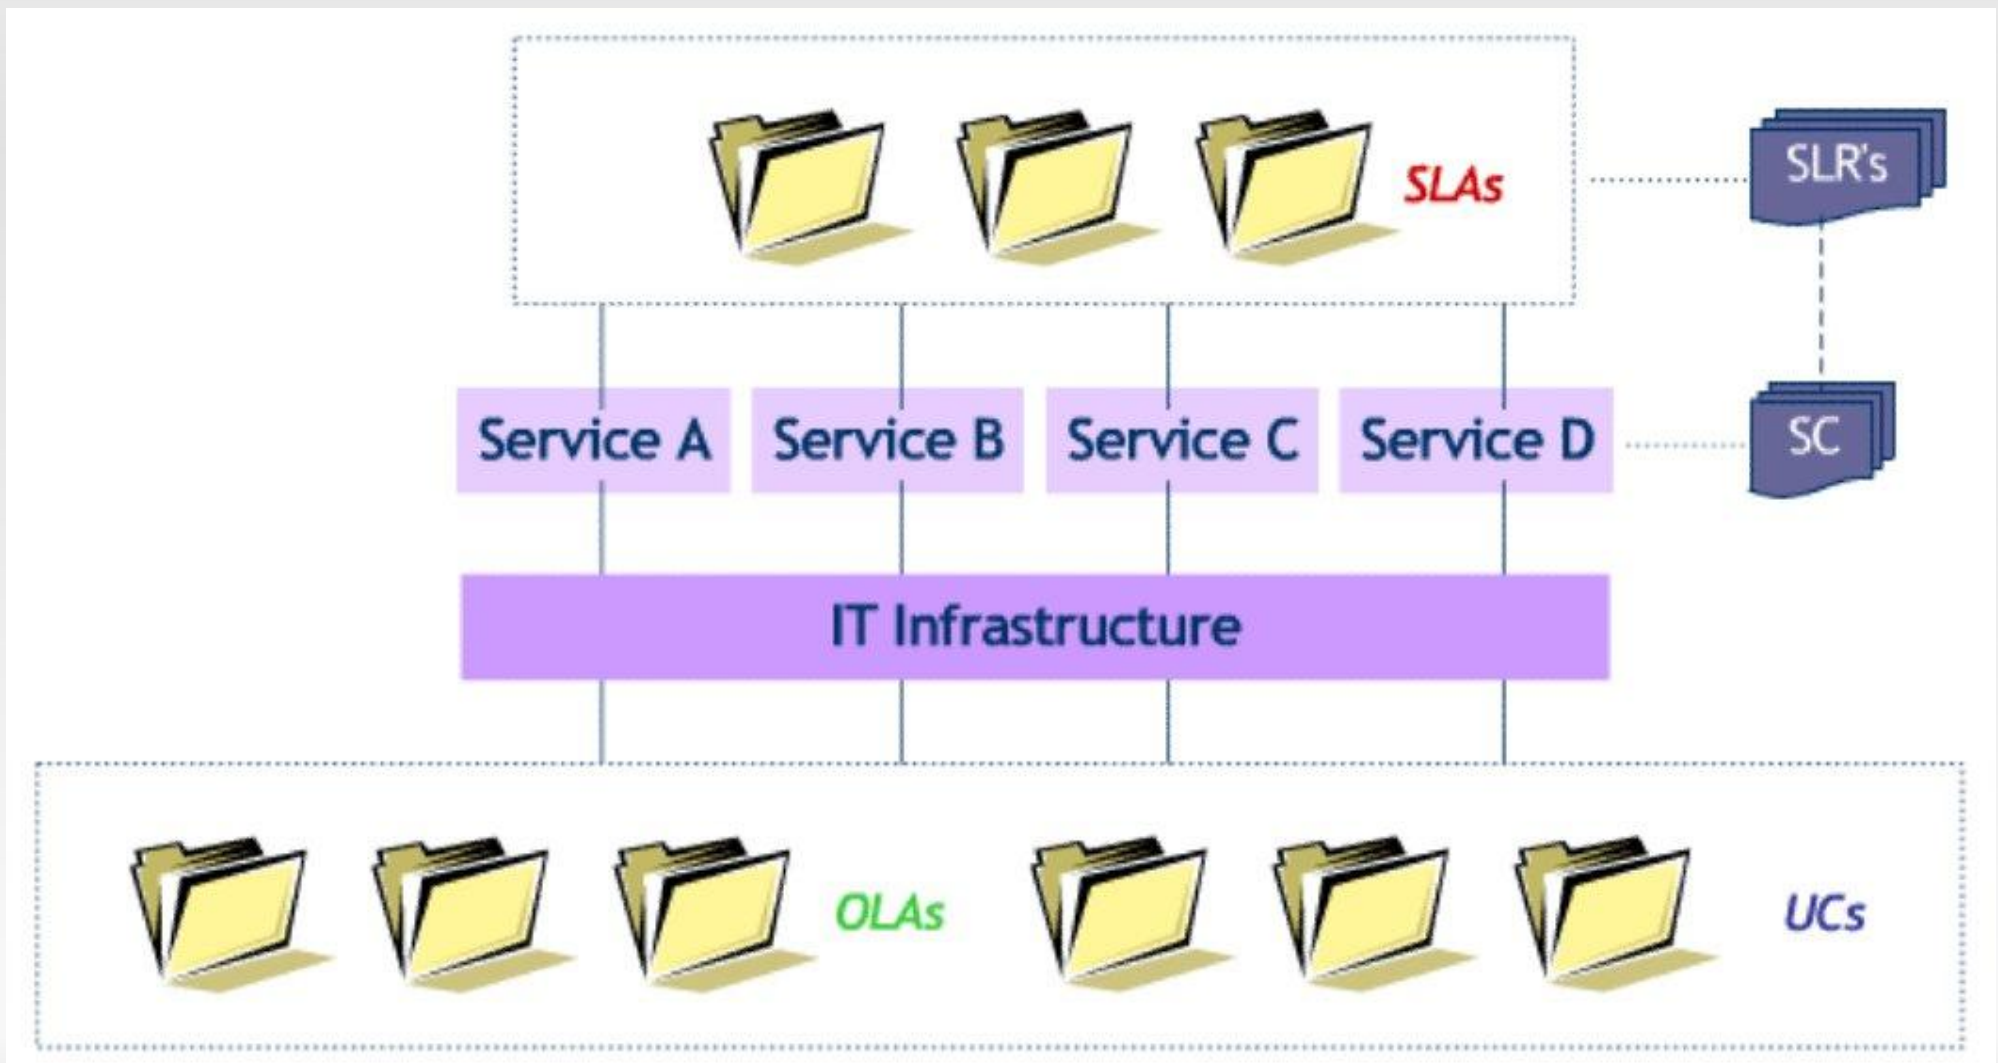 SLAs
SLR's
Service A
Service B
Service C
Service D
SC
IT Infrastructure
OLAs
UCs